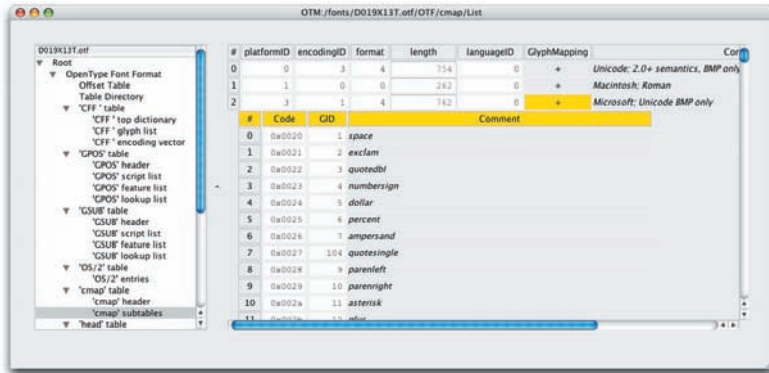 OTM:/fonts/D019X13T.otf/OTF/cmap/List
D019X13T.otf
Root
OpenType Font Format
Offset Table
Table Directory
'CFF ' table
'CFF ' top dictionary
'CFF ' glyph list
'CFF ' encoding vector
'GPOS' table
'GPOS' header
'GPOS' script list
'GPOS' feature list
'GPOS' lookup list
'GSUB' table
'GSUB' header
'GSUB' script list
'GSUB' feature list
'GSUB' lookup list
'OS/2' table
'OS/2' entries
'cmap' table
'cmap' header
'cmap' subtables
'head' table
# platformID encodingID format length languageID GlyphMapping
0 0 3 4 754 0 + Unicode; 2.0+ semantics, BMP only
1 1 0 0 262 0 + Macintosh; Roman
2 3 1 4 762 0 + Microsoft; Unicode BMP only
# Code GID Comment
0 0x0020 1 space
1 0x0021 2 exclam
2 0x0022 3 quotedbl
3 0x0023 4 numbersign
4 0x0024 5 dollar
5 0x0025 6 percent
6 0x0026 7 ampersand
7 0x0027 104 quotesingle
8 0x0028 9 parenleft
9 0x0029 10 parenright
10 0x002a 11 asterisk